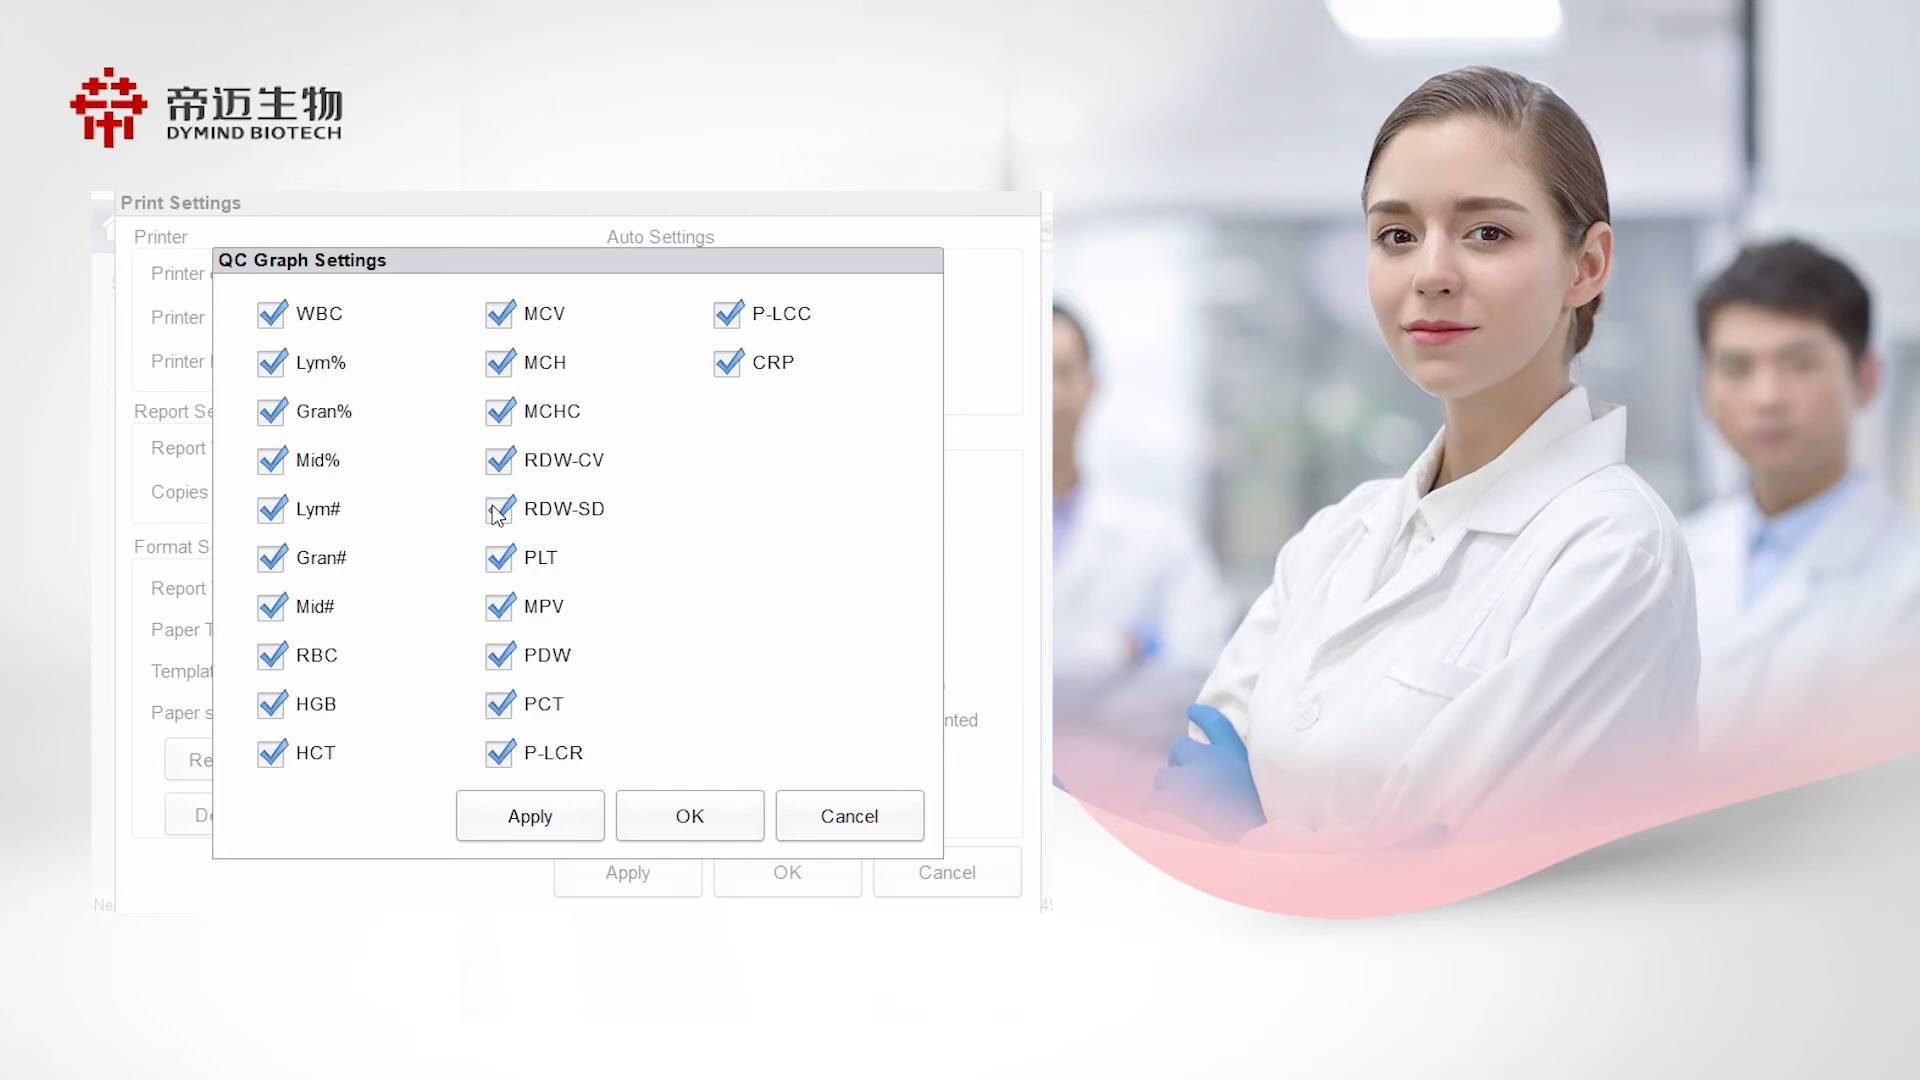 帝迈生物
DYMIND BIOTECH
Print Settings
Printer
Auto Settings
QC Graph Settings
Printer
Printer
Printer
Report
Report
Copies
Format
Report
Paper
Paper
WBC
Lym%
Gran%
Mid%
Lym#
Gran#
Mid#
RBC
HGB
HCT
MCV
MCH
MCHC
RDW-CV
RDW-SD
PLT
MPV
PDW
PCT
P-LCR
P-LCC
CRP
Apply
OK
Cancel
Apply
OK
Cancel